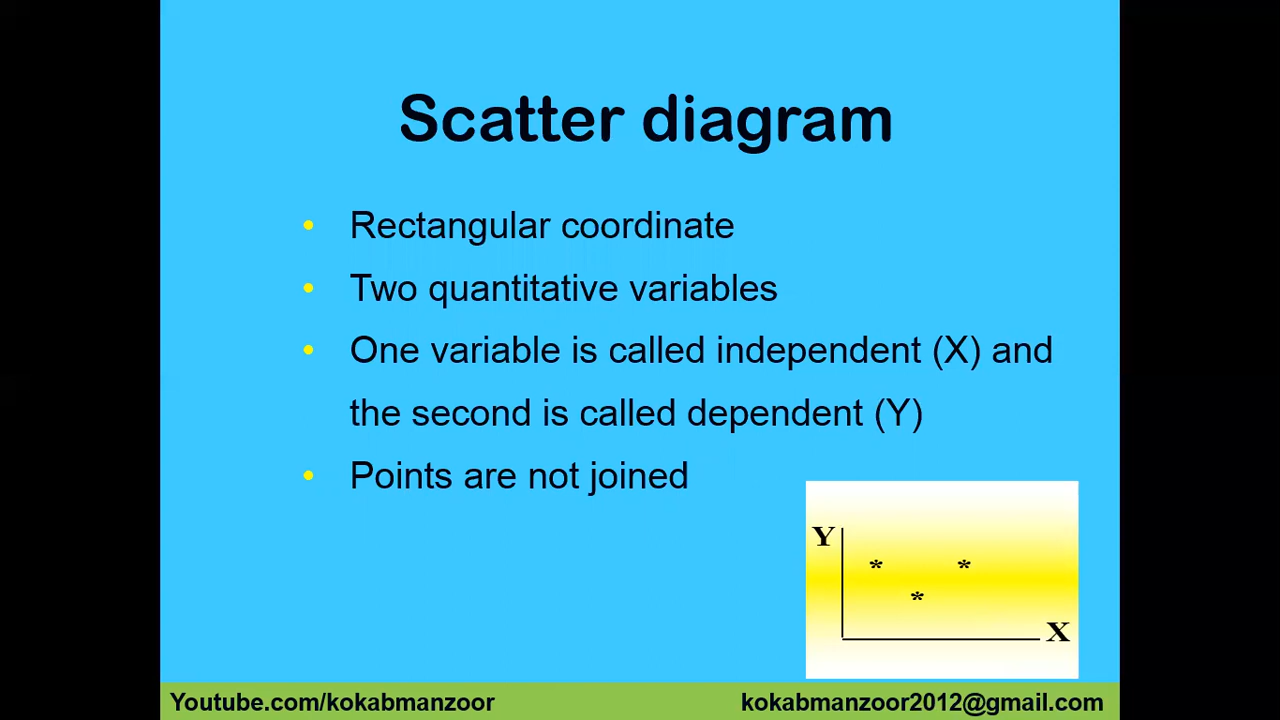 Scatter diagram
• Rectangular coordinate
• Two quantitative variables
• One variable is called independent (X) and
the second is called dependent (Y)
• Points are not joined
Y
* *
*
X
Youtube.com/kokabmanzoor
kokabmanzoor2012@gmail.com